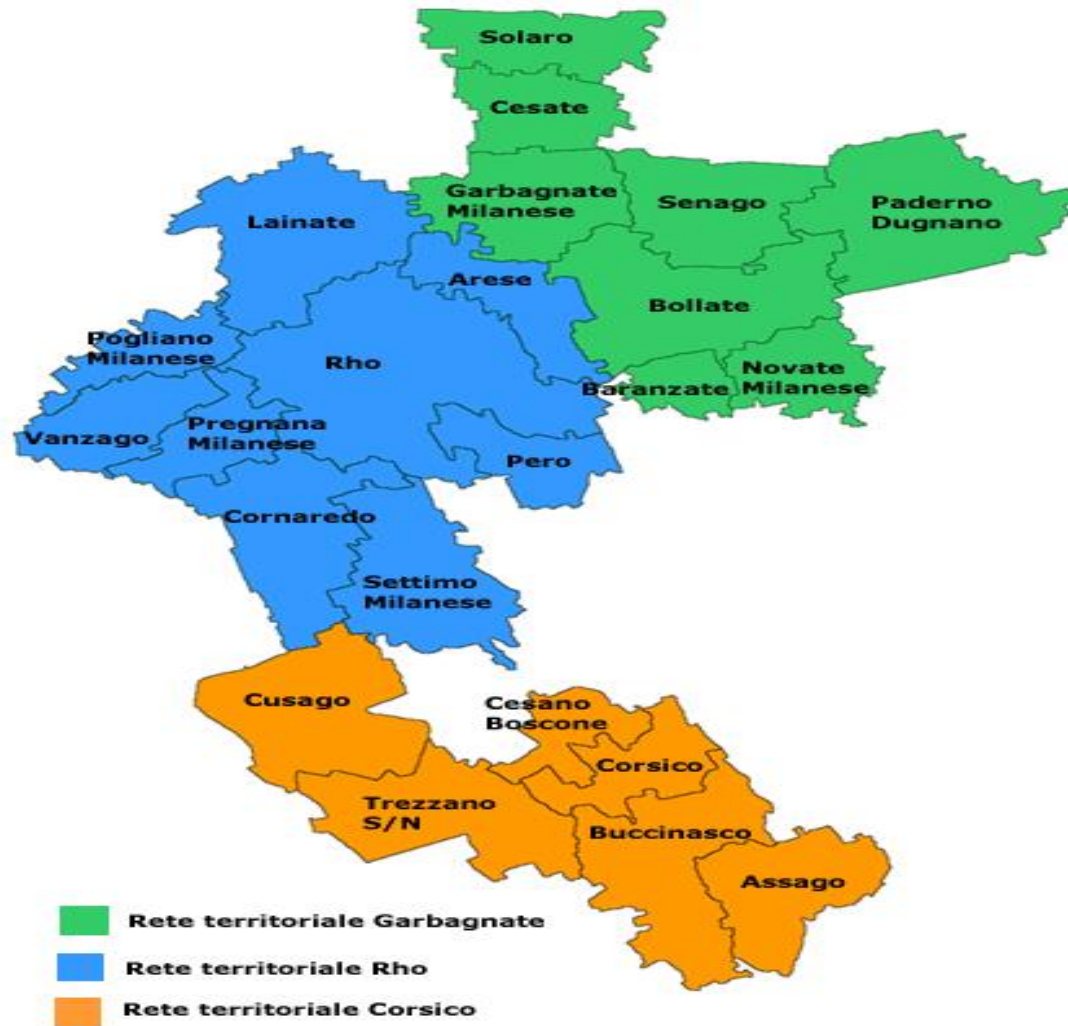 Solaro
Cesate
Garbagnate
Milanese
Senago
Paderno
Dugnano
Lainate
Arese
Bollate
Pogliano
Milanese
Rho
Novate
Milanese
Baranzate
Vanzago
Pregnana
Milanese
Pero
Cornaredo
Settimo
Milanese
Cusago
Cesano
Boscone
Corsico
Trezzano
S/N
Buccinasco
Assago
Rete territoriale Garbagnate
Rete territoriale Rho
Rete territoriale Corsico